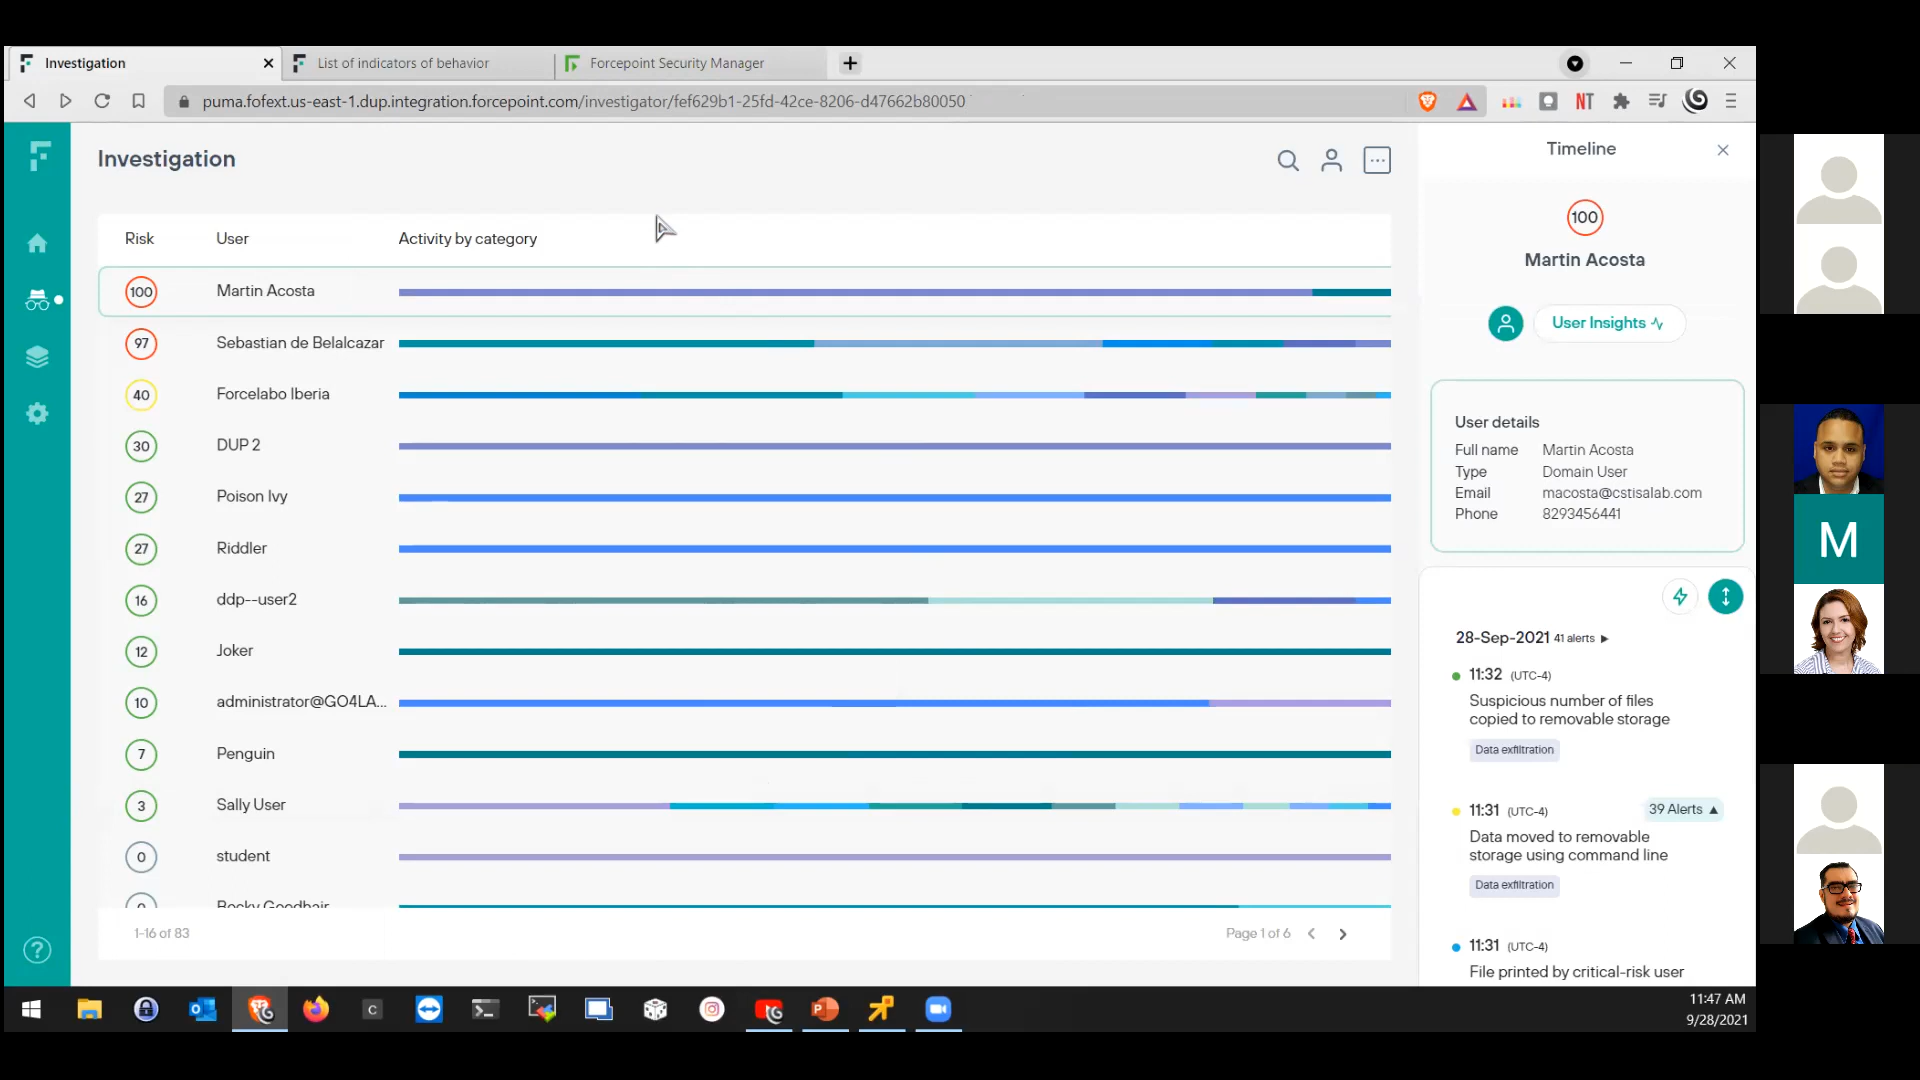 Investigation
List of indicators of behavior
Forcepoint Security Manager
puma.fofext.us-east-1.dup.integration.forcepoint.com/investigator/fef629b1-25fd-42ce-8206-d47662b80050
NT
Investigation
Risk User Activity by category
100 Martin Acosta
97 Sebastian de Belalcazar
40 Forcelabo Iberia
30 DUP 2
27 Poison Ivy
27 Riddler
16 ddp--user2
12 Joker
10 administrator@GO4LA...
7 Penguin
3 Sally User
0 student
0 Becky Goodhair
1-16 of 83
Page 1 of 6
Timeline
100
Martin Acosta
User Insights
User details
Full name Martin Acosta
Type Domain User
Email macosta@cstisalab.com
Phone 8293456441
28-Sep-2021 41 alerts
11:32 (UTC-4)
Suspicious number of files
copied to removable storage
Data exfiltration
11:31 (UTC-4) 39 Alerts
Data moved to removable
storage using command line
Data exfiltration
11:31 (UTC-4)
File printed by critical-risk user
M
11:47 AM
9/28/2021